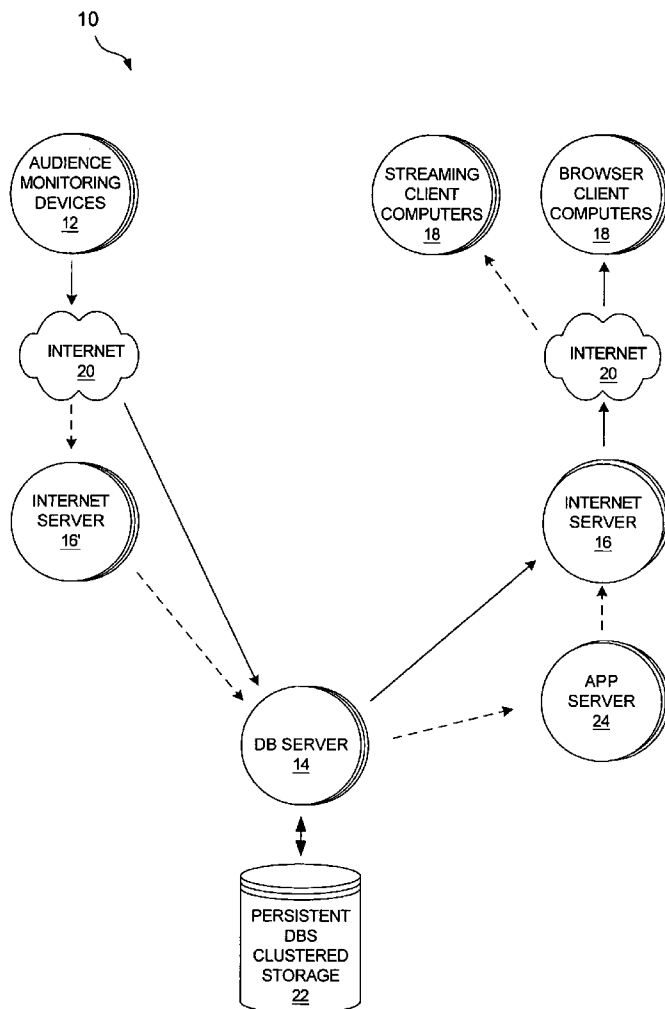 10
AUDIENCE
MONITORING
DEVICES
12
STREAMING
CLIENT
COMPUTERS
18
BROWSER
CLIENT
COMPUTERS
18
INTERNET
20
INTERNET
20
INTERNET
SERVER
16'
INTERNET
SERVER
16
APP
SERVER
24
DB SERVER
14
PERSISTENT
DBS
CLUSTERED
STORAGE
22